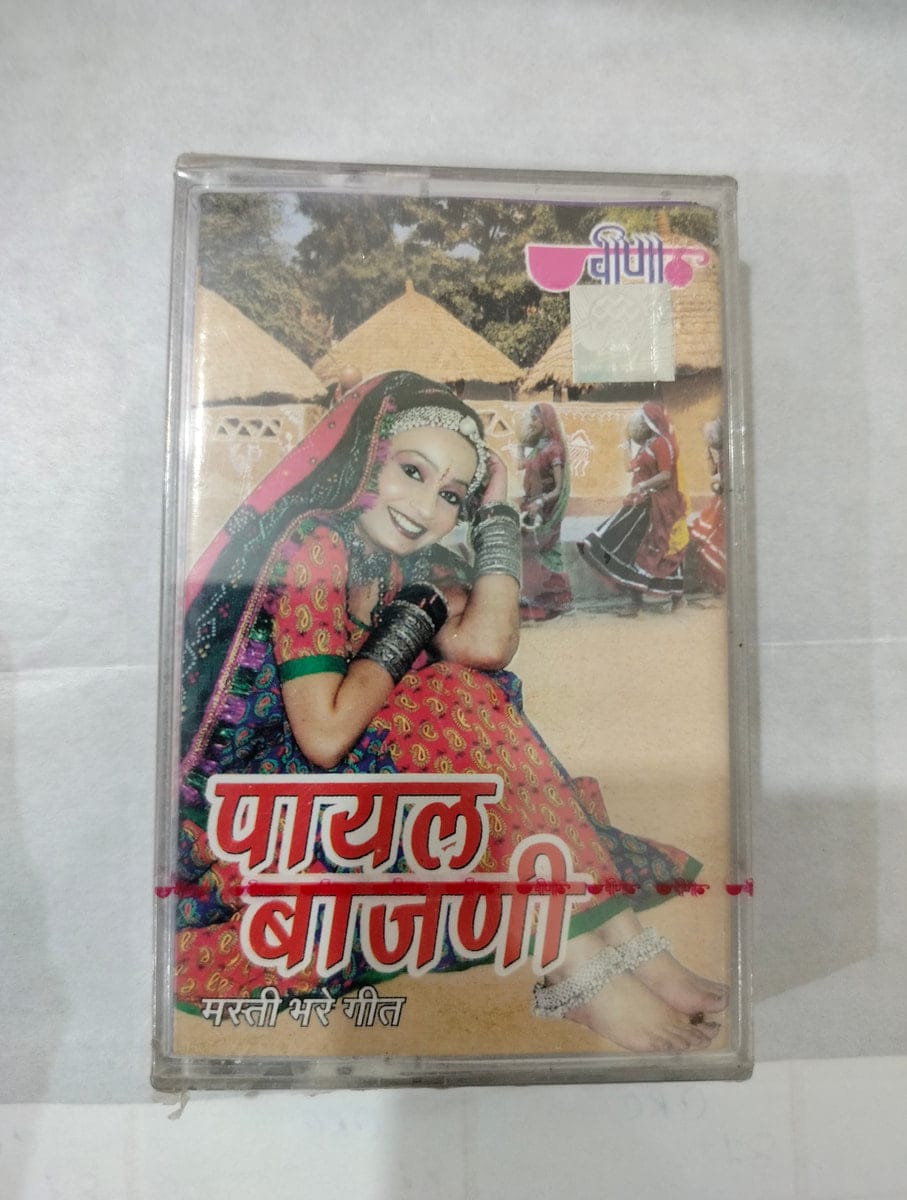 वीणा
पायल
वीणा वीणा वीणा
बाजणी
मस्ती भरे गीत